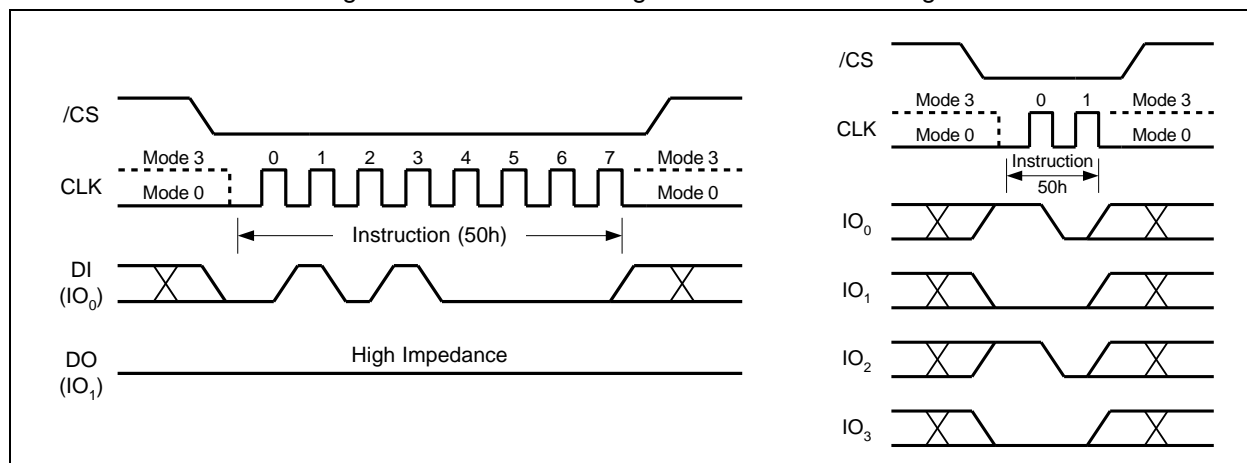 /CS
Mode 3 0 1 2 3 4 5 6 7 Mode 3
CLK
Mode 0 Mode 0
Instruction (50h)
DI
(IO0)
High Impedance
DO
(IO1)
/CS
Mode 3 0 1 Mode 3
CLK
Mode 0 Mode 0
Instruction
50h
IO0
IO1
IO2
IO3